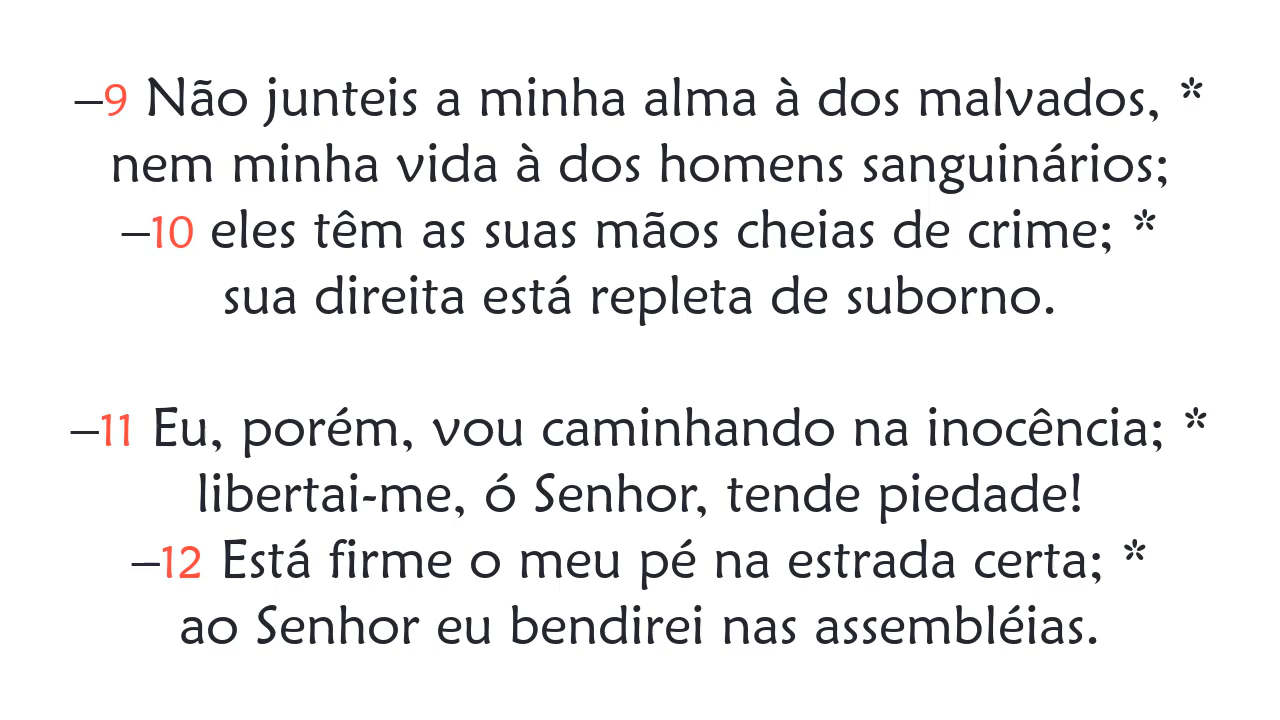 –9 Não junteis a minha alma à dos malvados, *
nem minha vida à dos homens sanguinários;
–10 eles têm as suas mãos cheias de crime; *
sua direita está repleta de suborno.
–11 Eu, porém, vou caminhando na inocência; *
libertai-me, ó Senhor, tende piedade!
–12 Está firme o meu pé na estrada certa; *
ao Senhor eu bendirei nas assembléias.